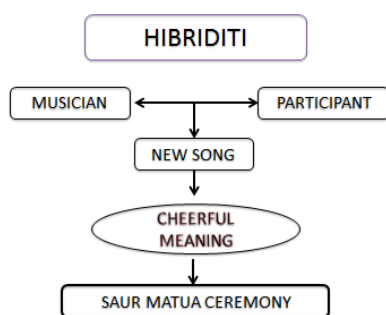 HIBRIDITI
MUSICIAN
PARTICIPANT
NEW SONG
CHEERFUL
MEANING
SAUR MATUA CEREMONY